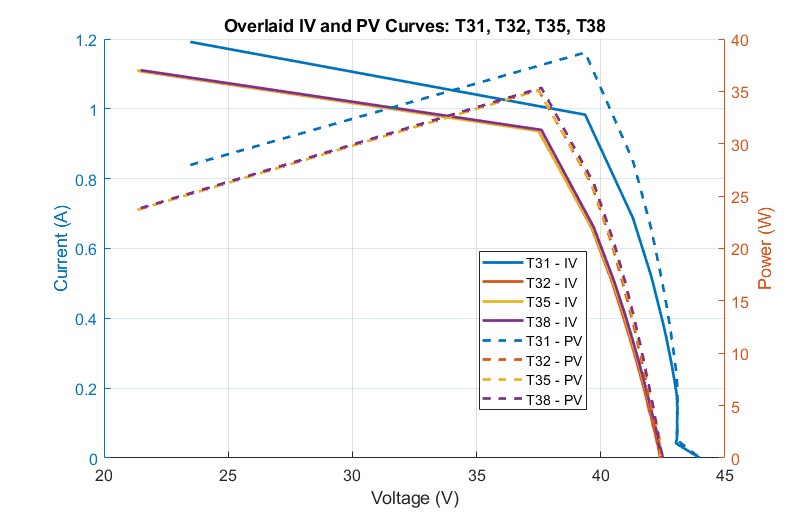 Overlaid IV and PV Curves: T31, T32, T35, T38
1.2
1
0.8
0.6
0.4
0.2
0
Current (A)
40
35
30
25
20
15
10
5
0
Power (W)
T31 - IV
T32 - IV
T35 - IV
T38 - IV
T31 - PV
T32 - PV
T35 - PV
T38 - PV
20 25 30 35 40 45
Voltage (V)